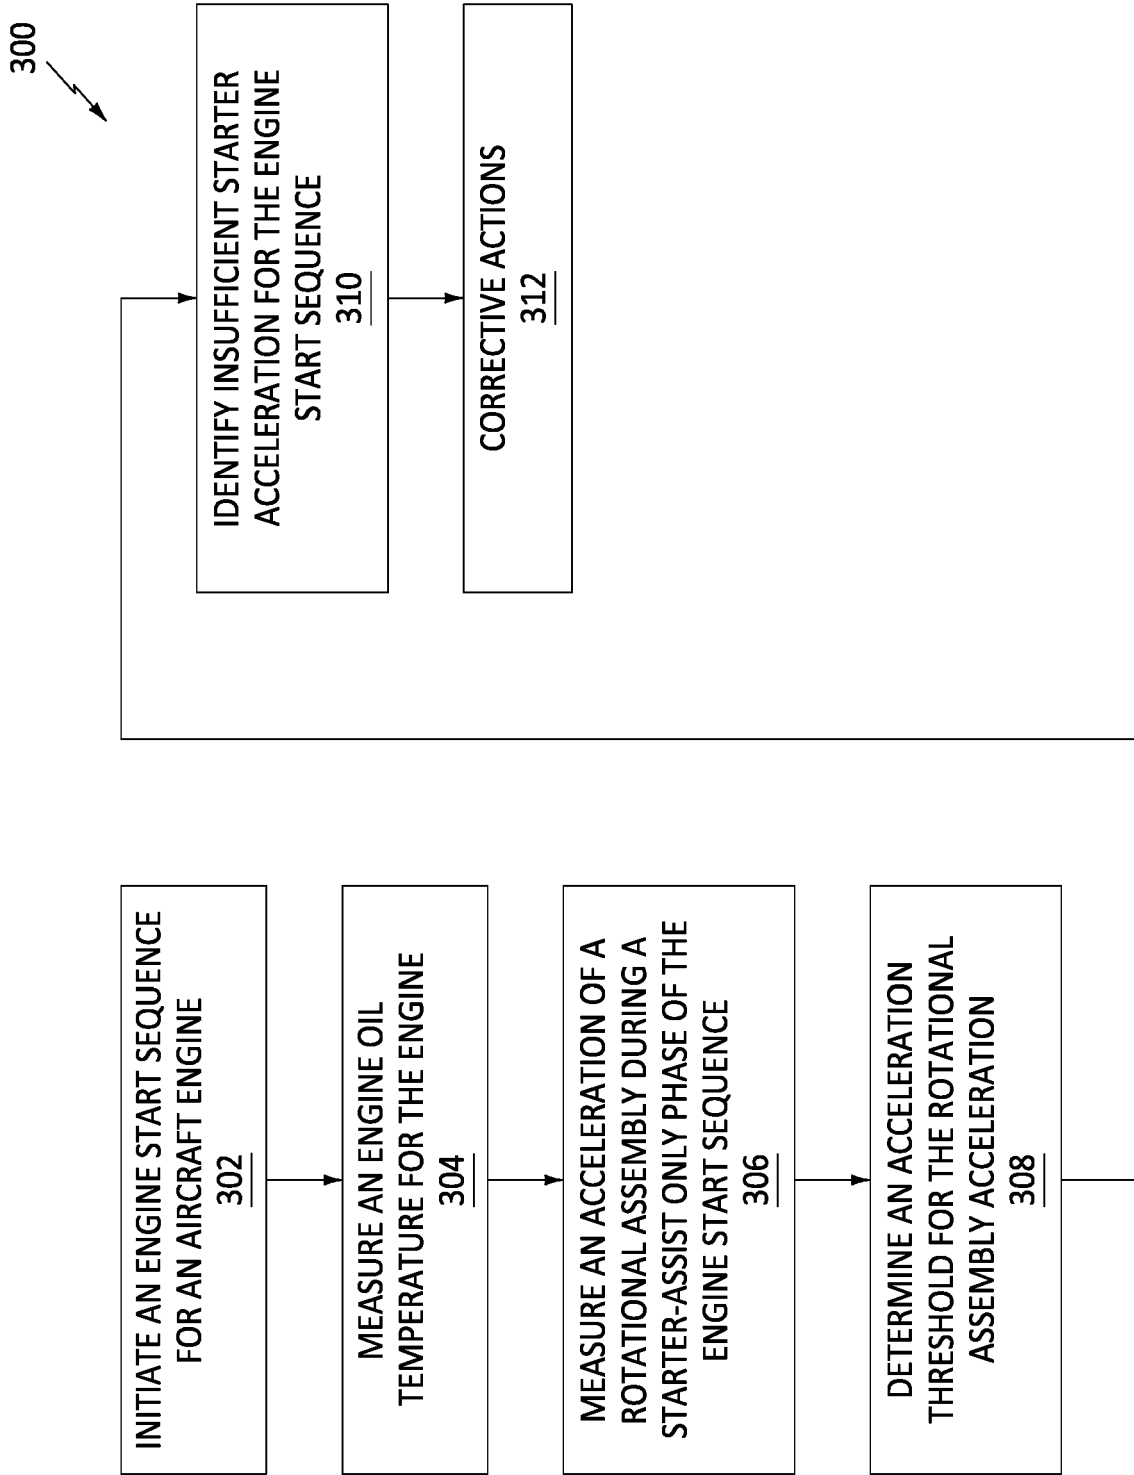 300
INITIATE AN ENGINE START SEQUENCE
FOR AN AIRCRAFT ENGINE
302
MEASURE AN ENGINE OIL
TEMPERATURE FOR THE ENGINE
304
MEASURE AN ACCELERATION OF A
ROTATIONAL ASSEMBLY DURING A
STARTER-ASSIST ONLY PHASE OF THE
ENGINE START SEQUENCE
306
DETERMINE AN ACCELERATION
THRESHOLD FOR THE ROTATIONAL
ASSEMBLY ACCELERATION
308
IDENTIFY INSUFFICIENT STARTER
ACCELERATION FOR THE ENGINE
START SEQUENCE
310
CORRECTIVE ACTIONS
312